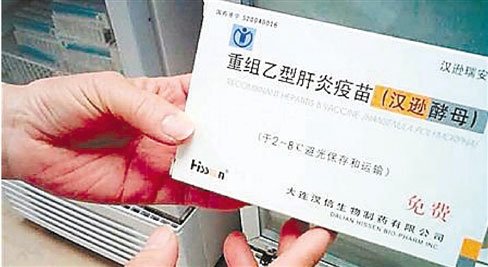 国药准字 S20040016
汉逊瑞安
重组乙型肝炎疫苗(汉逊酵母)
RECOMBINANT HEPATITIS B VACCINE (HANSENULA POLYMORPHA)
(于2~8℃避光保存和运输)
Hissen
免费
大连汉信生物制药有限公司
DALIAN HISSEN BIO-PHARM INC.